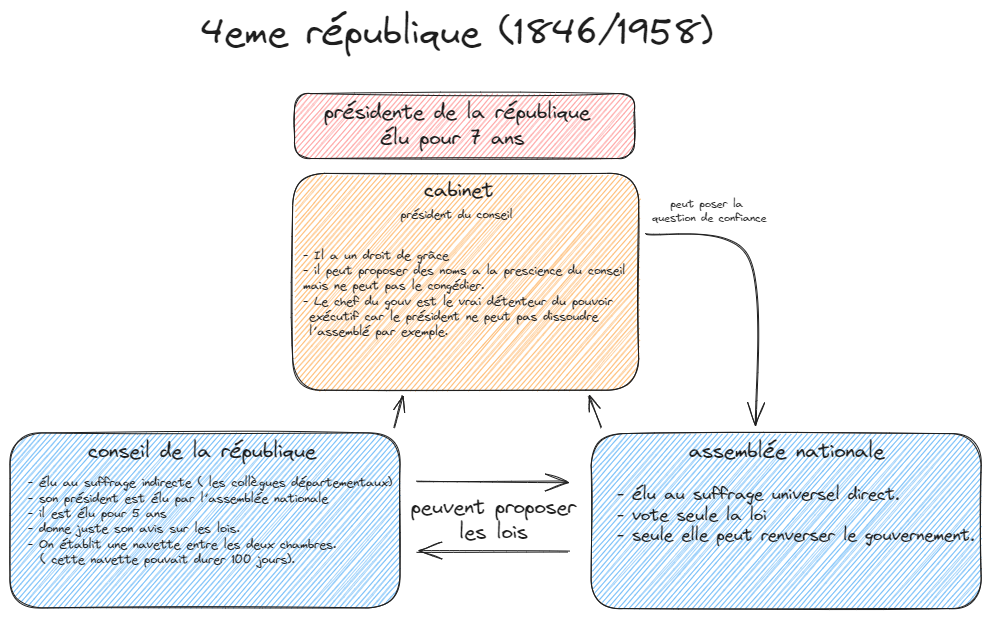 4eme république (1846/1958)
présidente de la république
élu pour 7 ans
cabinet
président du conseil
- Il a un droit de grâce
- il peut proposer des noms a la prescience du conseil
mais ne peut pas le congédier.
- Le chef du gouv est le vrai détenteur du pouvoir
exécutif car le président ne peut pas dissoudre
l'assemblé par exemple.
peut poser la
question de confiance
conseil de la république
- élu au suffrage indirecte ( les collègues départementaux)
- son président est élu par l'assemblée nationale
- il est élu pour 5 ans
- donne juste son avis sur les lois.
- On établit une navette entre les deux chambres.
( cette navette pouvait durer 100 jours).
peuvent proposer
les lois
assemblée nationale
- élu au suffrage universel direct.
- vote seule la loi
- seule elle peut renverser le gouvernement.